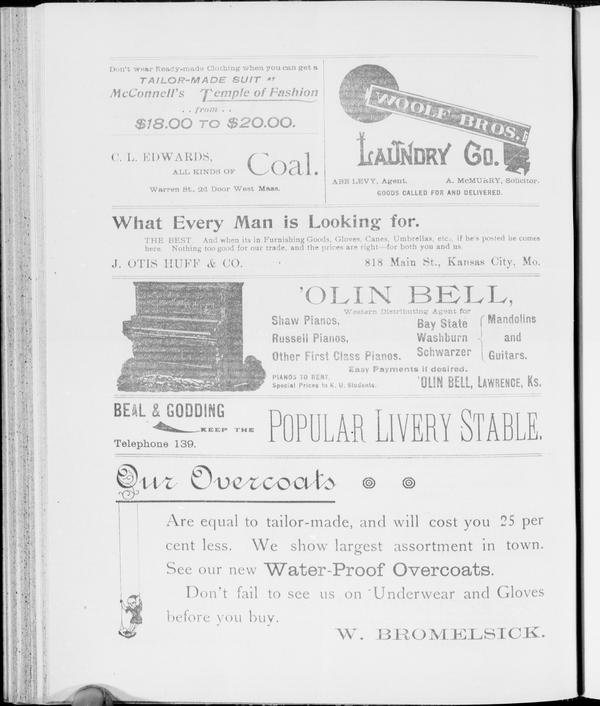 Don't wear Ready-made Clothing when you can get a
TAILOR-MADE SUIT AT
McConnell's Temple of Fashion
. . from . .
$18.00 TO $20.00.
C. L. EDWARDS,
ALL KINDS OF Coal.
Warren St., 2d Door West Mass.
WOOLF BROS.
LAUNDRY CO.
ABE LEVY, Agent. A. McMURRY, Solicitor.
GOODS CALLED FOR AND DELIVERED.
What Every Man is Looking for.
THE BEST. And when its in Furnishing Goods, Gloves, Canes, Umbrellas, etc., if he's posted he comes
here. Nothing too good for our trade, and the prices are right—for both you and us.
J. OTIS HUFF & CO. 818 Main St., Kansas City, Mo.
'OLIN BELL,
Western Distributing Agent for
Shaw Pianos,
Russell Pianos,
Other First Class Pianos.
Bay State
Washburn
Schwarzer
Mandolins
and
Guitars.
Easy Payments if desired.
PIANOS TO RENT.
Special Prices to K. U. Students.
'OLIN BELL, LAWRENCE, KS.
BEAL & GODDING
KEEP THE
Telephone 139.
POPULAR LIVERY STABLE.
Our Overcoats
Are equal to tailor-made, and will cost you 25 per
cent less. We show largest assortment in town.
See our new Water-Proof Overcoats.
Don't fail to see us on Underwear and Gloves
before you buy.
W. BROMELSICK.